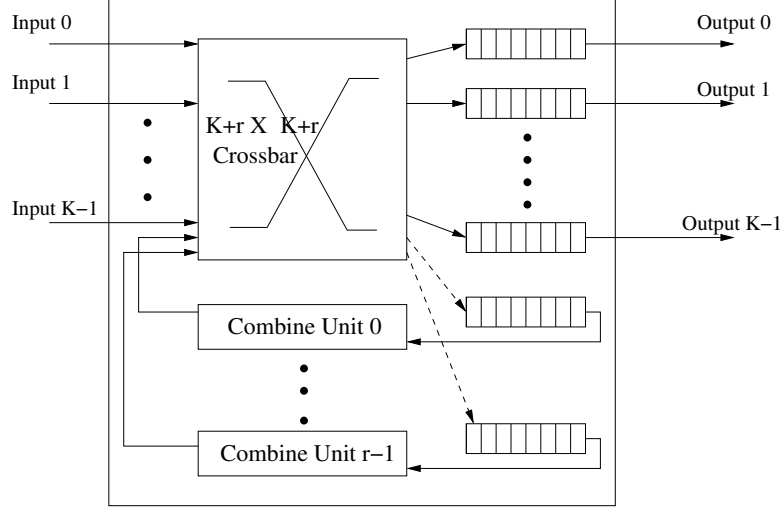 Input 0
Output 0
Input 1
Output 1
K+r X K+r
Crossbar
Input K−1
Output K−1
Combine Unit 0
Combine Unit r−1